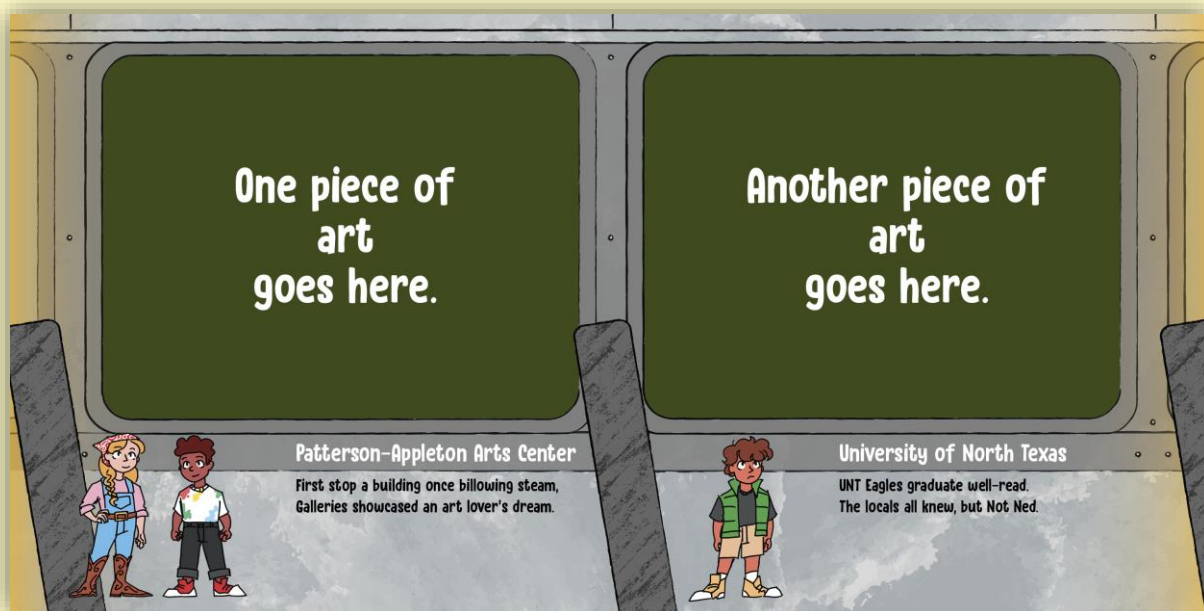 One piece of
art
goes here.
Another piece of
art
goes here.
Patterson-Appleton Arts Center
First stop a building once billowing steam,
Galleries showcased an art lover's dream.
University of North Texas
UNT Eagles graduate well-read.
The locals all knew, but Not Ned.